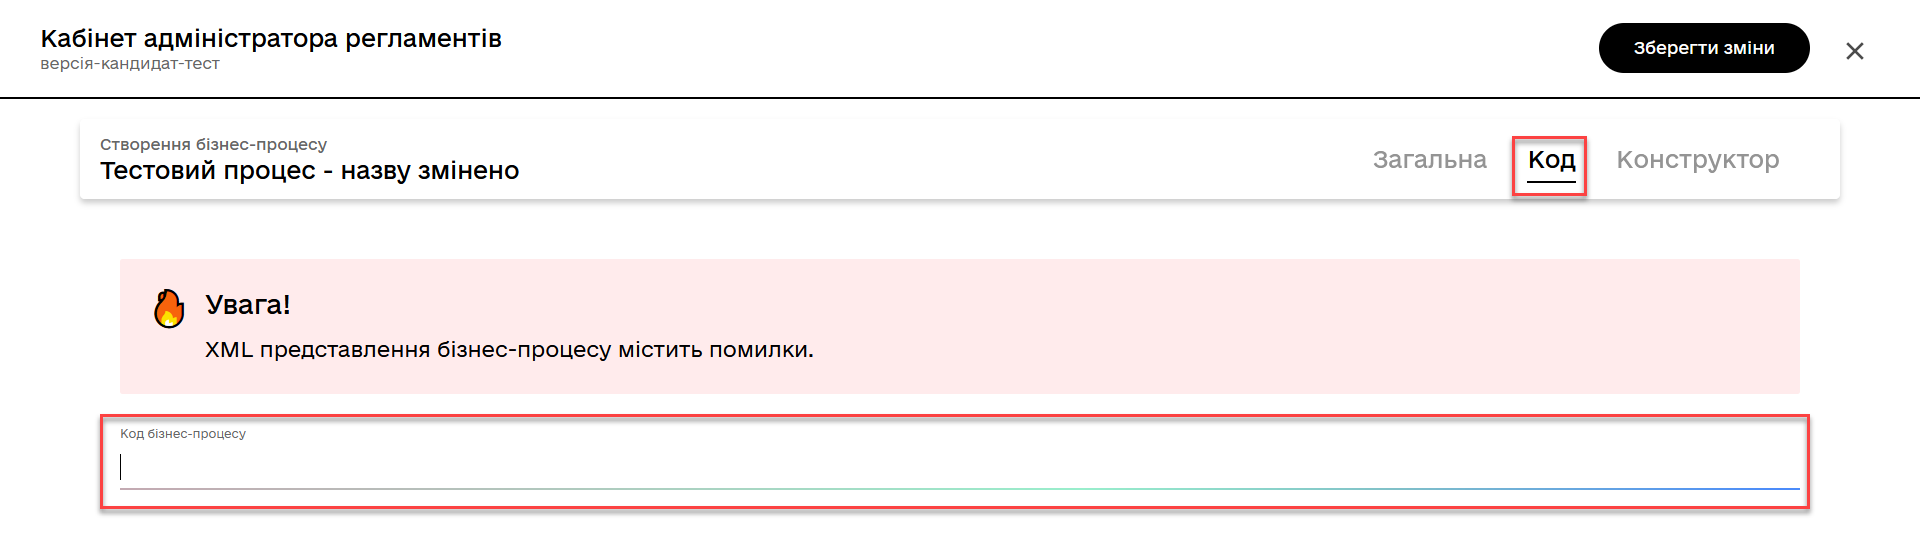 Кабінет адміністратора регламентів
версія-кандидат-тест
Зберегти зміни
Створення бізнес-процесу
Тестовий процес - назву змінено
Загальна
Код
Конструктор
Увага!
XML представлення бізнес-процесу містить помилки.
Код бізнес-процесу